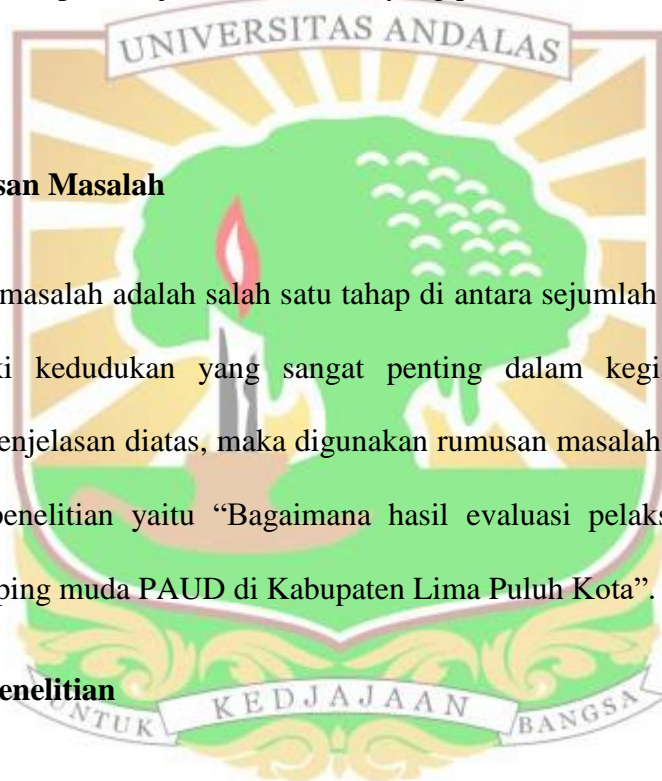 UNIVERSITAS ANDALAS
san Masalah
masalah adalah salah satu tahap di antara sejumlah
ki kedudukan yang sangat penting dalam kegia
enjelasan diatas, maka digunakan rumusan masalah
penelitian yaitu “Bagaimana hasil evaluasi pelaks
ping muda PAUD di Kabupaten Lima Puluh Kota”.
enelitian
UNTUK KEDJAJAAN BANGSA